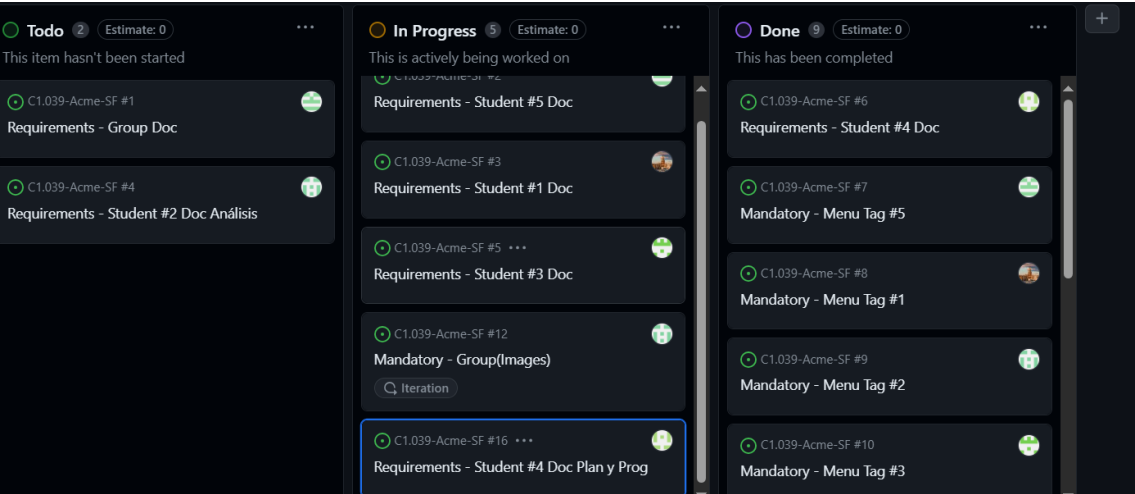 Todo 2 Estimate: 0
This item hasn't been started
C1.039-Acme-SF #1
Requirements - Group Doc
C1.039-Acme-SF #4
Requirements - Student #2 Doc Análisis
In Progress 5 Estimate: 0
This is actively being worked on
C1.039-Acme-SF #2
Requirements - Student #5 Doc
C1.039-Acme-SF #3
Requirements - Student #1 Doc
C1.039-Acme-SF #5
Requirements - Student #3 Doc
C1.039-Acme-SF #12
Mandatory - Group(Images)
Iteration
C1.039-Acme-SF #16
Requirements - Student #4 Doc Plan y Prog
Done 9 Estimate: 0
This has been completed
C1.039-Acme-SF #6
Requirements - Student #4 Doc
C1.039-Acme-SF #7
Mandatory - Menu Tag #5
C1.039-Acme-SF #8
Mandatory - Menu Tag #1
C1.039-Acme-SF #9
Mandatory - Menu Tag #2
C1.039-Acme-SF #10
Mandatory - Menu Tag #3